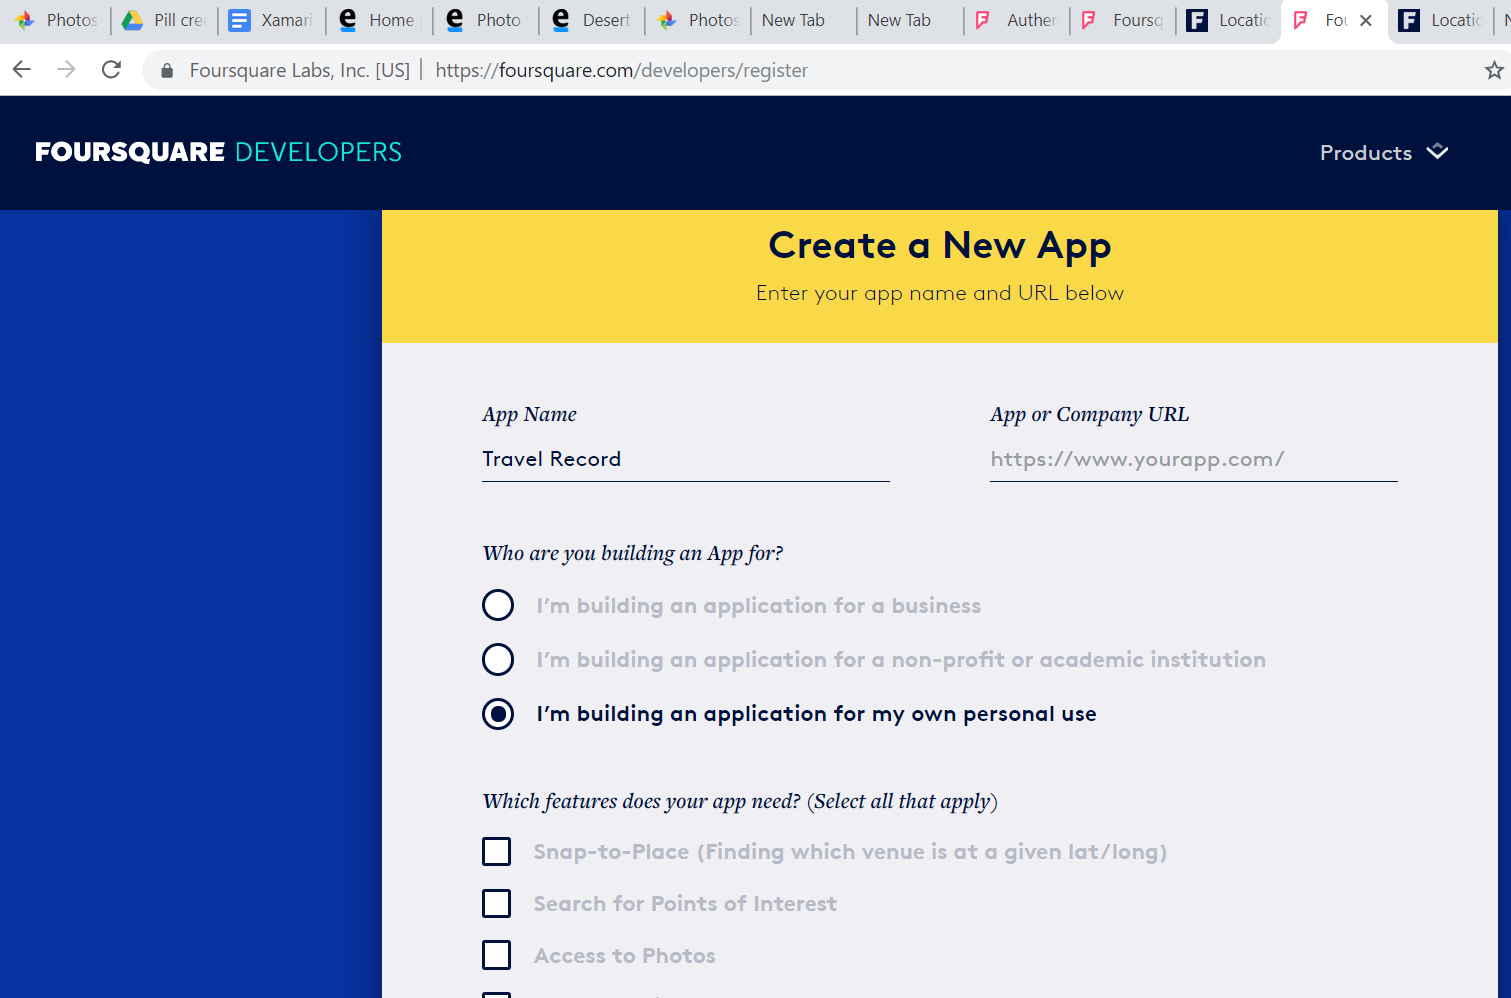 Photos Pill cre Xamari Home Photo Desert Photos New Tab New Tab Auther Foursq Locatic Fou Locatic
Foursquare Labs, Inc. [US] https://foursquare.com/developers/register
FOURSQUARE DEVELOPERS
Products
Create a New App
Enter your app name and URL below
App Name
App or Company URL
Travel Record
https://www.yourapp.com/
Who are you building an App for?
I’m building an application for a business
I’m building an application for a non-profit or academic institution
I’m building an application for my own personal use
Which features does your app need? (Select all that apply)
Snap-to-Place (Finding which venue is at a given lat/long)
Search for Points of Interest
Access to Photos